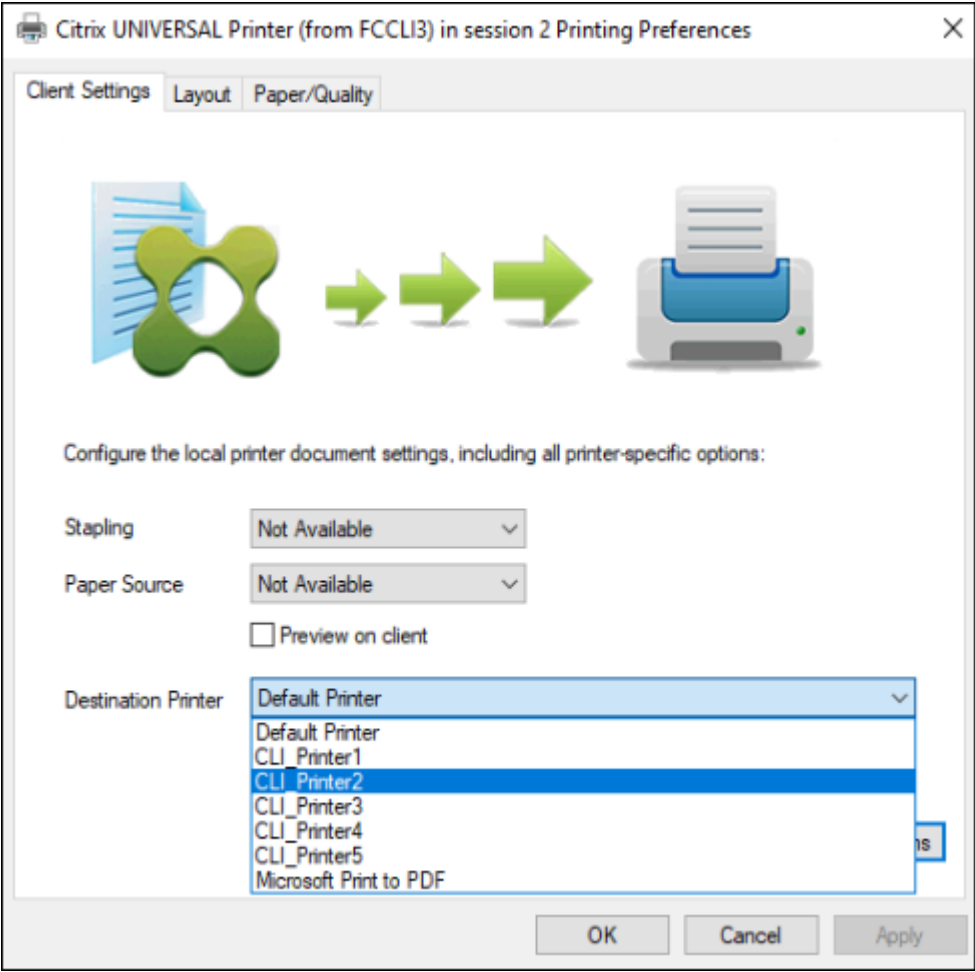 Citrix UNIVERSAL Printer (from FCCLI3) in session 2 Printing Preferences
Client Settings Layout Paper/Quality
Configure the local printer document settings, including all printer-specific options:
Stapling Not Available
Paper Source Not Available
Preview on client
Destination Printer Default Printer
Default Printer
CLI_Printer1
CLI_Printer2
CLI_Printer3
CLI_Printer4
CLI_Printer5
Microsoft Print to PDF
OK Cancel Apply